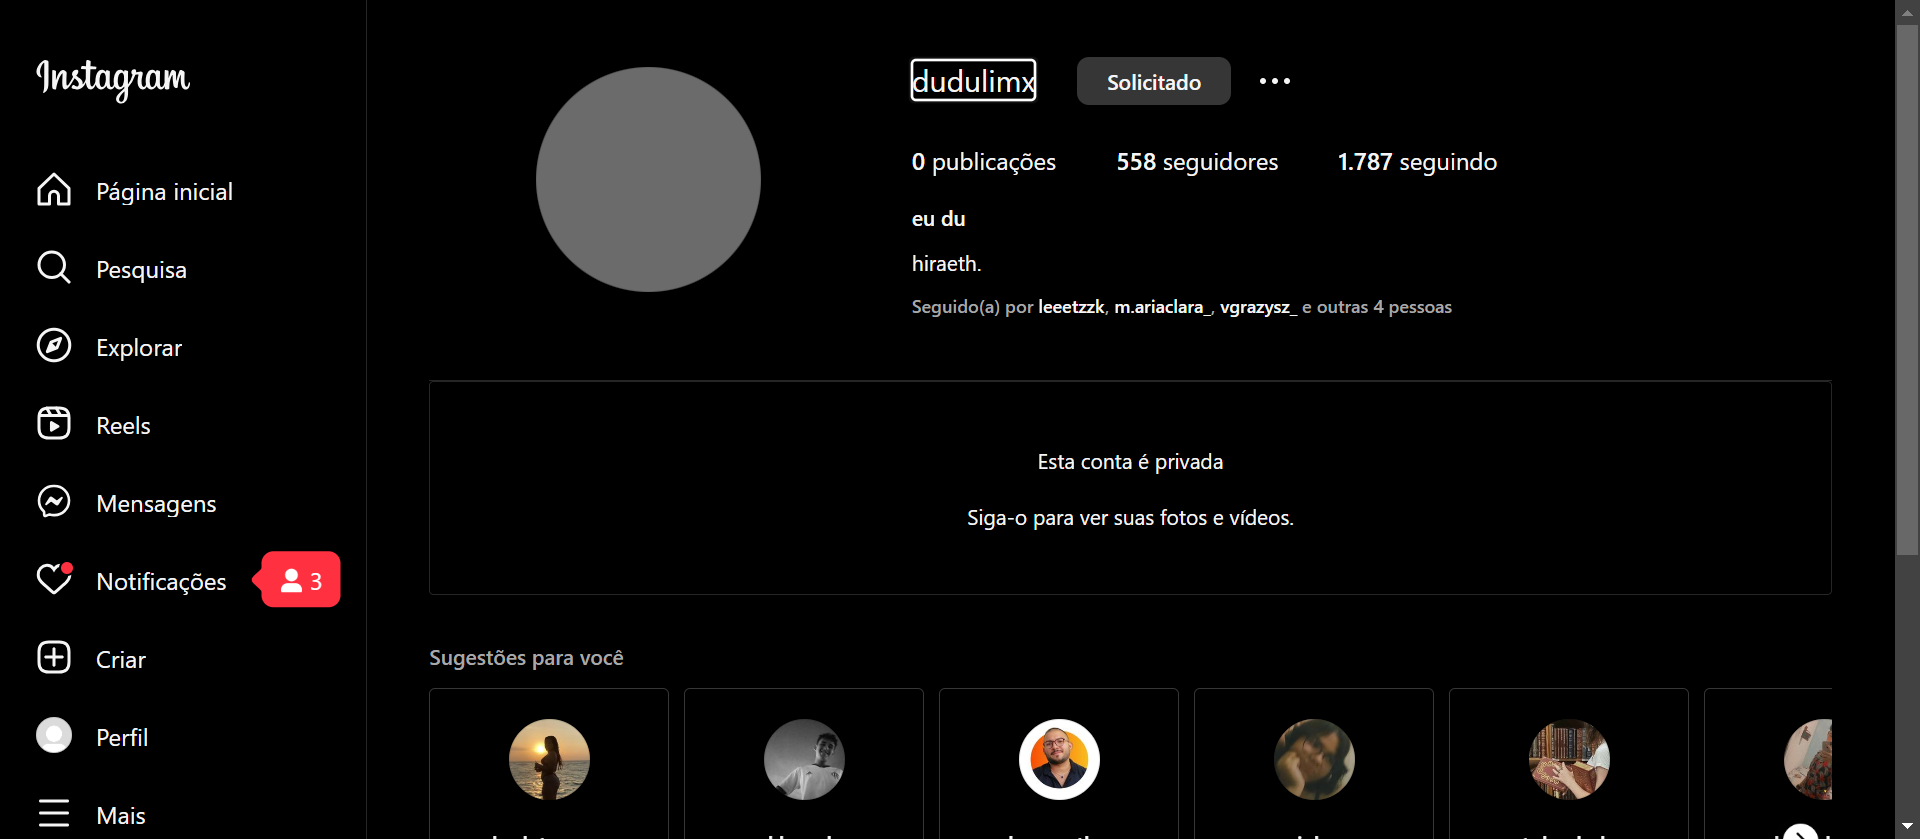 Instagram
Página inicial
Pesquisa
Explorar
Reels
Mensagens
Notificações
3
Criar
Perfil
Mais
dudulimx
Solicitado
0 publicações 558 seguidores 1.787 seguindo
eu du
hiraeth.
Seguido(a) por leeetzzk, m.ariaclara_, vgrazysz_ e outras 4 pessoas
Esta conta é privada
Siga-o para ver suas fotos e vídeos.
Sugestões para você